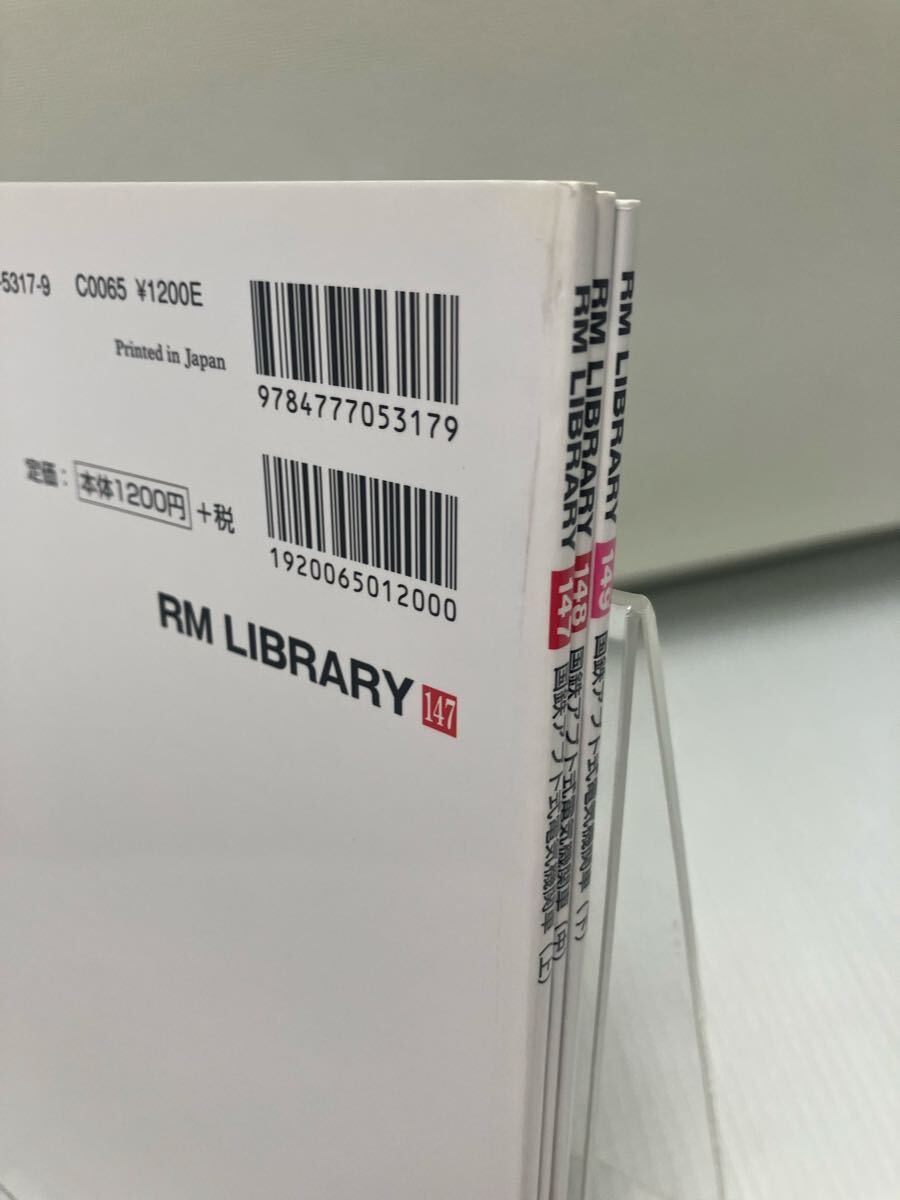 -5317-9 C0065 ¥1200E
Printed in Japan
9784777053179
定価：本体1200円＋税
1920065012000
RM LIBRARY 147
RM LIBRARY 147 国鉄アプト式電気機関車（上）
RM LIBRARY 148 国鉄アプト式電気機関車（中）
RM LIBRARY 149 国鉄アプト式電気機関車（下）